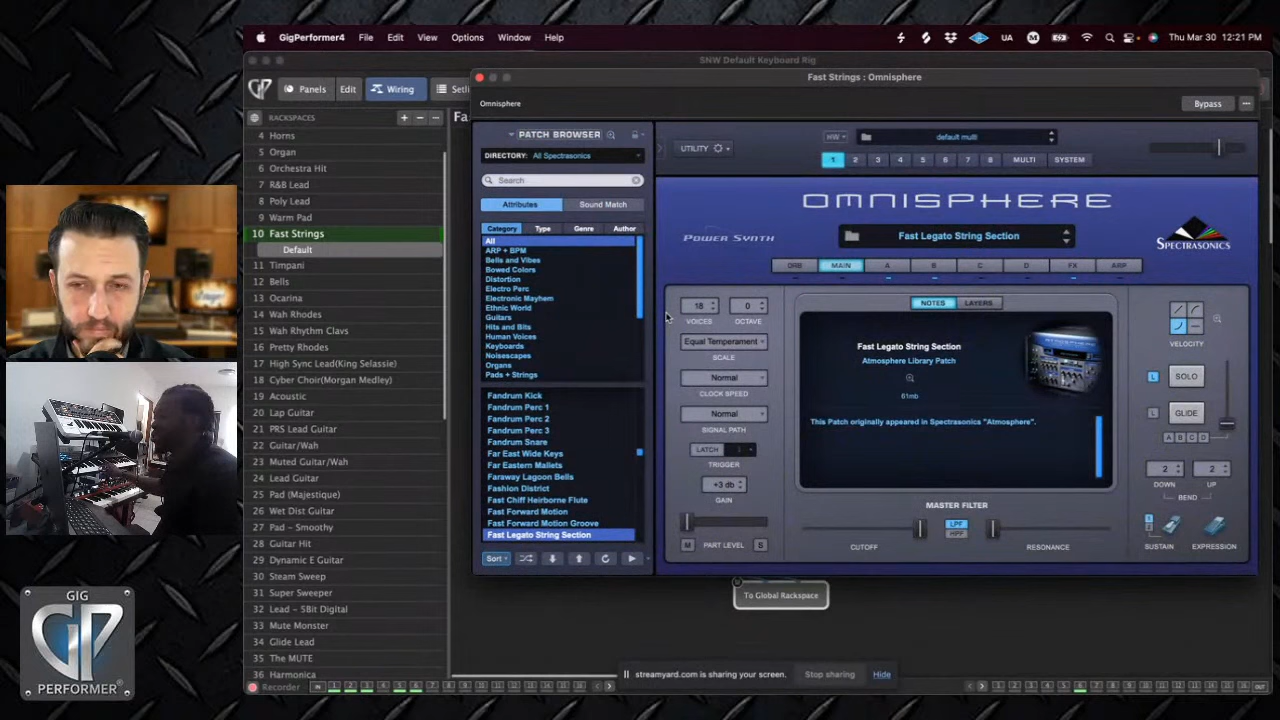 GigPerformer4 File Edit View Options Window Help UA Thu Mar 30 12:21 PM
SNW Default Keyboard Rig
Fast Strings : Omnisphere
GP Panels Edit Wiring Setli
Omnisphere Bypass
RACKSPACES
4 Horns
5 Organ
6 Orchestra Hit
7 R&B Lead
8 Poly Lead
9 Warm Pad
10 Fast Strings
Default
11 Timpani
12 Bells
13 Ocarina
14 Wah Rhodes
15 Wah Rhythm Clavs
16 Pretty Rhodes
17 High Sync Lead(King Selassie)
18 Cyber Choir(Morgan Medley)
19 Acoustic
20 Lap Guitar
21 PRS Lead Guitar
22 Guitar/Wah
23 Muted Guitar/Wah
24 Lead Guitar
25 Pad (Majestique)
26 Wet Dist Guitar
27 Pad - Smoothy
28 Guitar Hit
29 Dynamic E Guitar
30 Steam Sweep
31 Super Sweeper
32 Lead - 5Bit Digital
33 Mute Monster
34 Glide Lead
35 The MUTE
36 Harmonica
Recorder IN
Fa
PATCH BROWSER
DIRECTORY: All Spectrasonics
Search
Attributes Sound Match
Category Type Genre Author
All
ARP + BPM
Bells and Vibes
Bowed Colors
Distortion
Electro Perc
Electronic Mayhem
Ethnic World
Guitars
Hits and Bits
Human Voices
Keyboards
Noisescapes
Organs
Pads + Strings
Fandrum Kick
Fandrum Perc 1
Fandrum Perc 2
Fandrum Perc 3
Fandrum Snare
Far East Wide Keys
Far Eastern Mallets
Faraway Lagoon Bells
Fashion District
Fast Chiff Heirborne Flute
Fast Forward Motion
Fast Forward Motion Groove
Fast Legato String Section
Sort
UTILITY HW default multi
1 2 3 4 5 6 7 8 MULTI SYSTEM
OMNISPHERE
POWER SYNTH Fast Legato String Section SPECTRASONICS
ORB MAIN A B C D FX ARP
18 0
VOICES OCTAVE
Equal Temperament
SCALE
Normal
CLOCK SPEED
Normal
SIGNAL PATH
LATCH 1
TRIGGER
+3 db
GAIN
M PART LEVEL S
NOTES LAYERS
Fast Legato String Section
Atmosphere Library Patch
61mb
This Patch originally appeared in Spectrasonics "Atmosphere".
MASTER FILTER
LPF
HPF
CUTOFF RESONANCE
VELOCITY
L SOLO
L GLIDE
A B C D
2 2
DOWN UP
BEND
SUSTAIN EXPRESSION
To Global Rackspace
streamyard.com is sharing your screen. Stop sharing Hide
OUT
GIG
GP
PERFORMER®